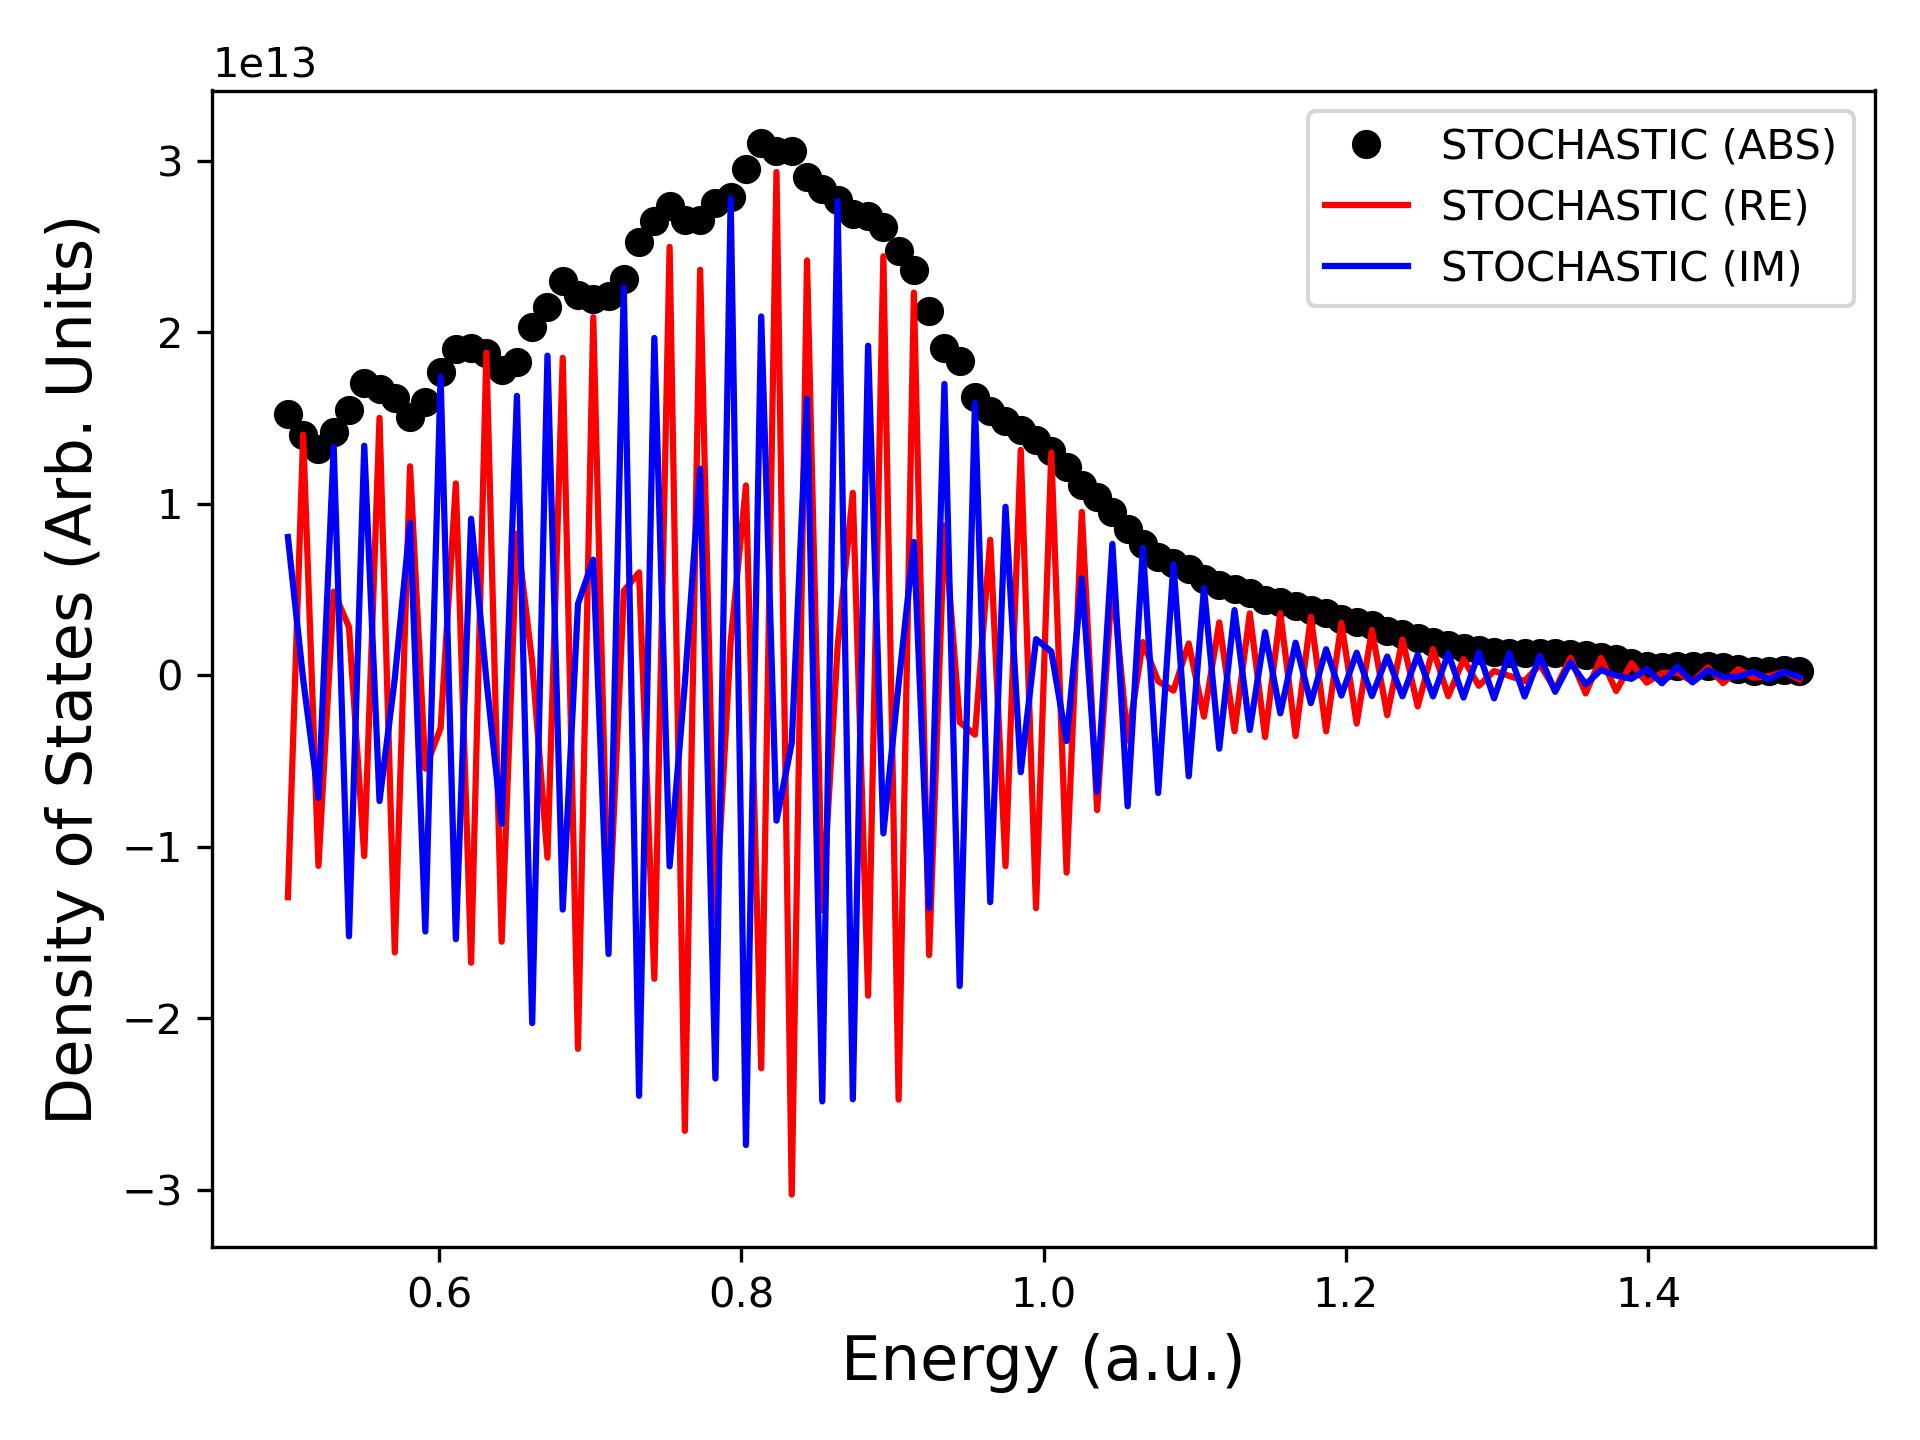 1e13
STOCHASTIC (ABS)
STOCHASTIC (RE)
STOCHASTIC (IM)
Density of States (Arb. Units)
3
2
1
0
−1
−2
−3
0.6 0.8 1.0 1.2 1.4
Energy (a.u.)